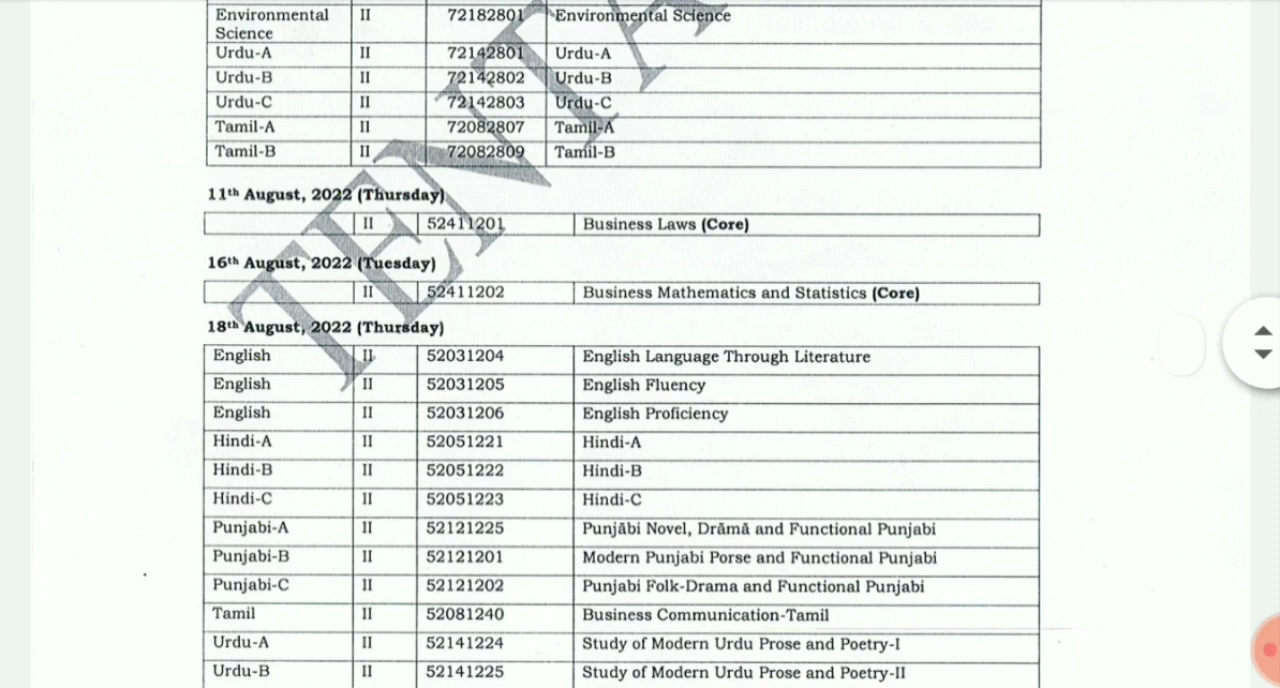 Environmental II 72182801 Environmental Science
Science
Urdu-A II 72142801 Urdu-A
Urdu-B II 72142802 Urdu-B
Urdu-C II 72142803 Urdu-C
Tamil-A II 72082807 Tamil-A
Tamil-B II 72082809 Tamil-B
11th August, 2022 (Thursday)
II 52411201 Business Laws (Core)
16th August, 2022 (Tuesday)
II 52411202 Business Mathematics and Statistics (Core)
18th August, 2022 (Thursday)
English II 52031204 English Language Through Literature
English II 52031205 English Fluency
English II 52031206 English Proficiency
Hindi-A II 52051221 Hindi-A
Hindi-B II 52051222 Hindi-B
Hindi-C II 52051223 Hindi-C
Punjabi-A II 52121225 Punjābi Novel, Drāmā and Functional Punjabi
Punjabi-B II 52121201 Modern Punjabi Porse and Functional Punjabi
Punjabi-C II 52121202 Punjabi Folk-Drama and Functional Punjabi
Tamil II 52081240 Business Communication-Tamil
Urdu-A II 52141224 Study of Modern Urdu Prose and Poetry-I
Urdu-B II 52141225 Study of Modern Urdu Prose and Poetry-II
TENTA